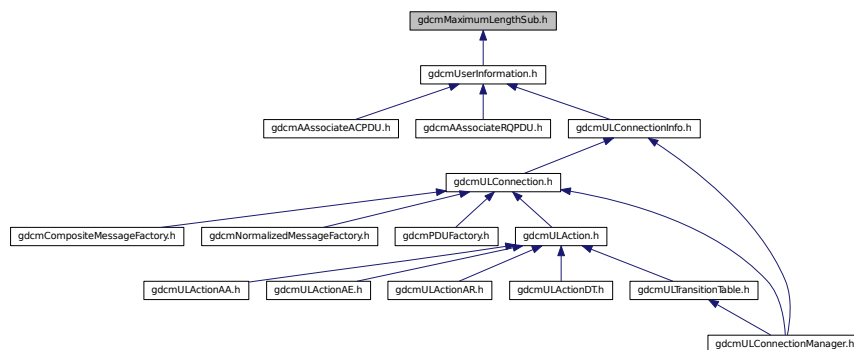 gdcmMaximumLengthSub.h
gdcmUserInformation.h
gdcmAAssociateACPDU.h
gdcmAAssociateRQPDU.h
gdcmULConnectionInfo.h
gdcmULConnection.h
gdcmCompositeMessageFactory.h
gdcmNormalizedMessageFactory.h
gdcmPDUFactory.h
gdcmULAction.h
gdcmULActionAA.h
gdcmULActionAE.h
gdcmULActionAR.h
gdcmULActionDT.h
gdcmULTransitionTable.h
gdcmULConnectionManager.h